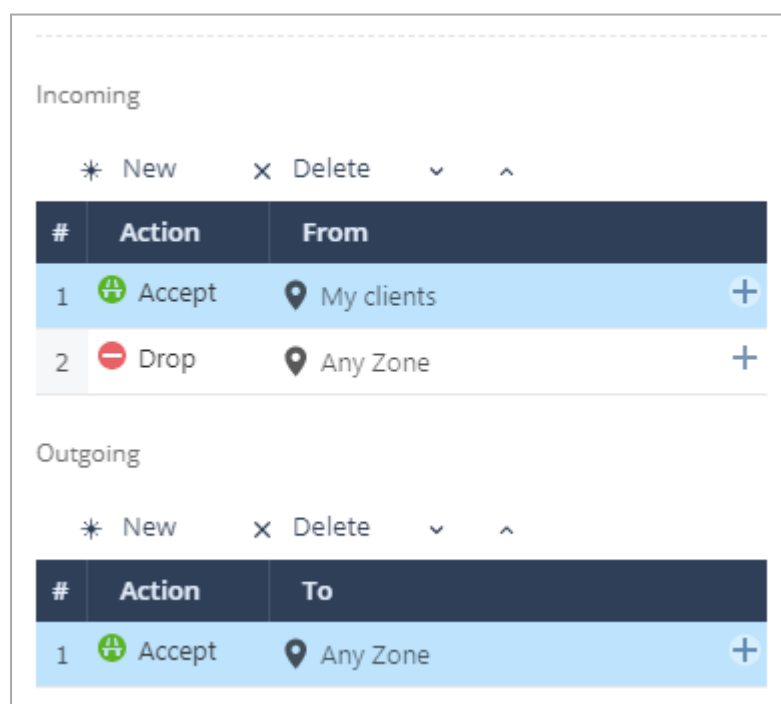 Incoming
New Delete
# Action From
1 Accept My clients
2 Drop Any Zone
Outgoing
New Delete
# Action To
1 Accept Any Zone